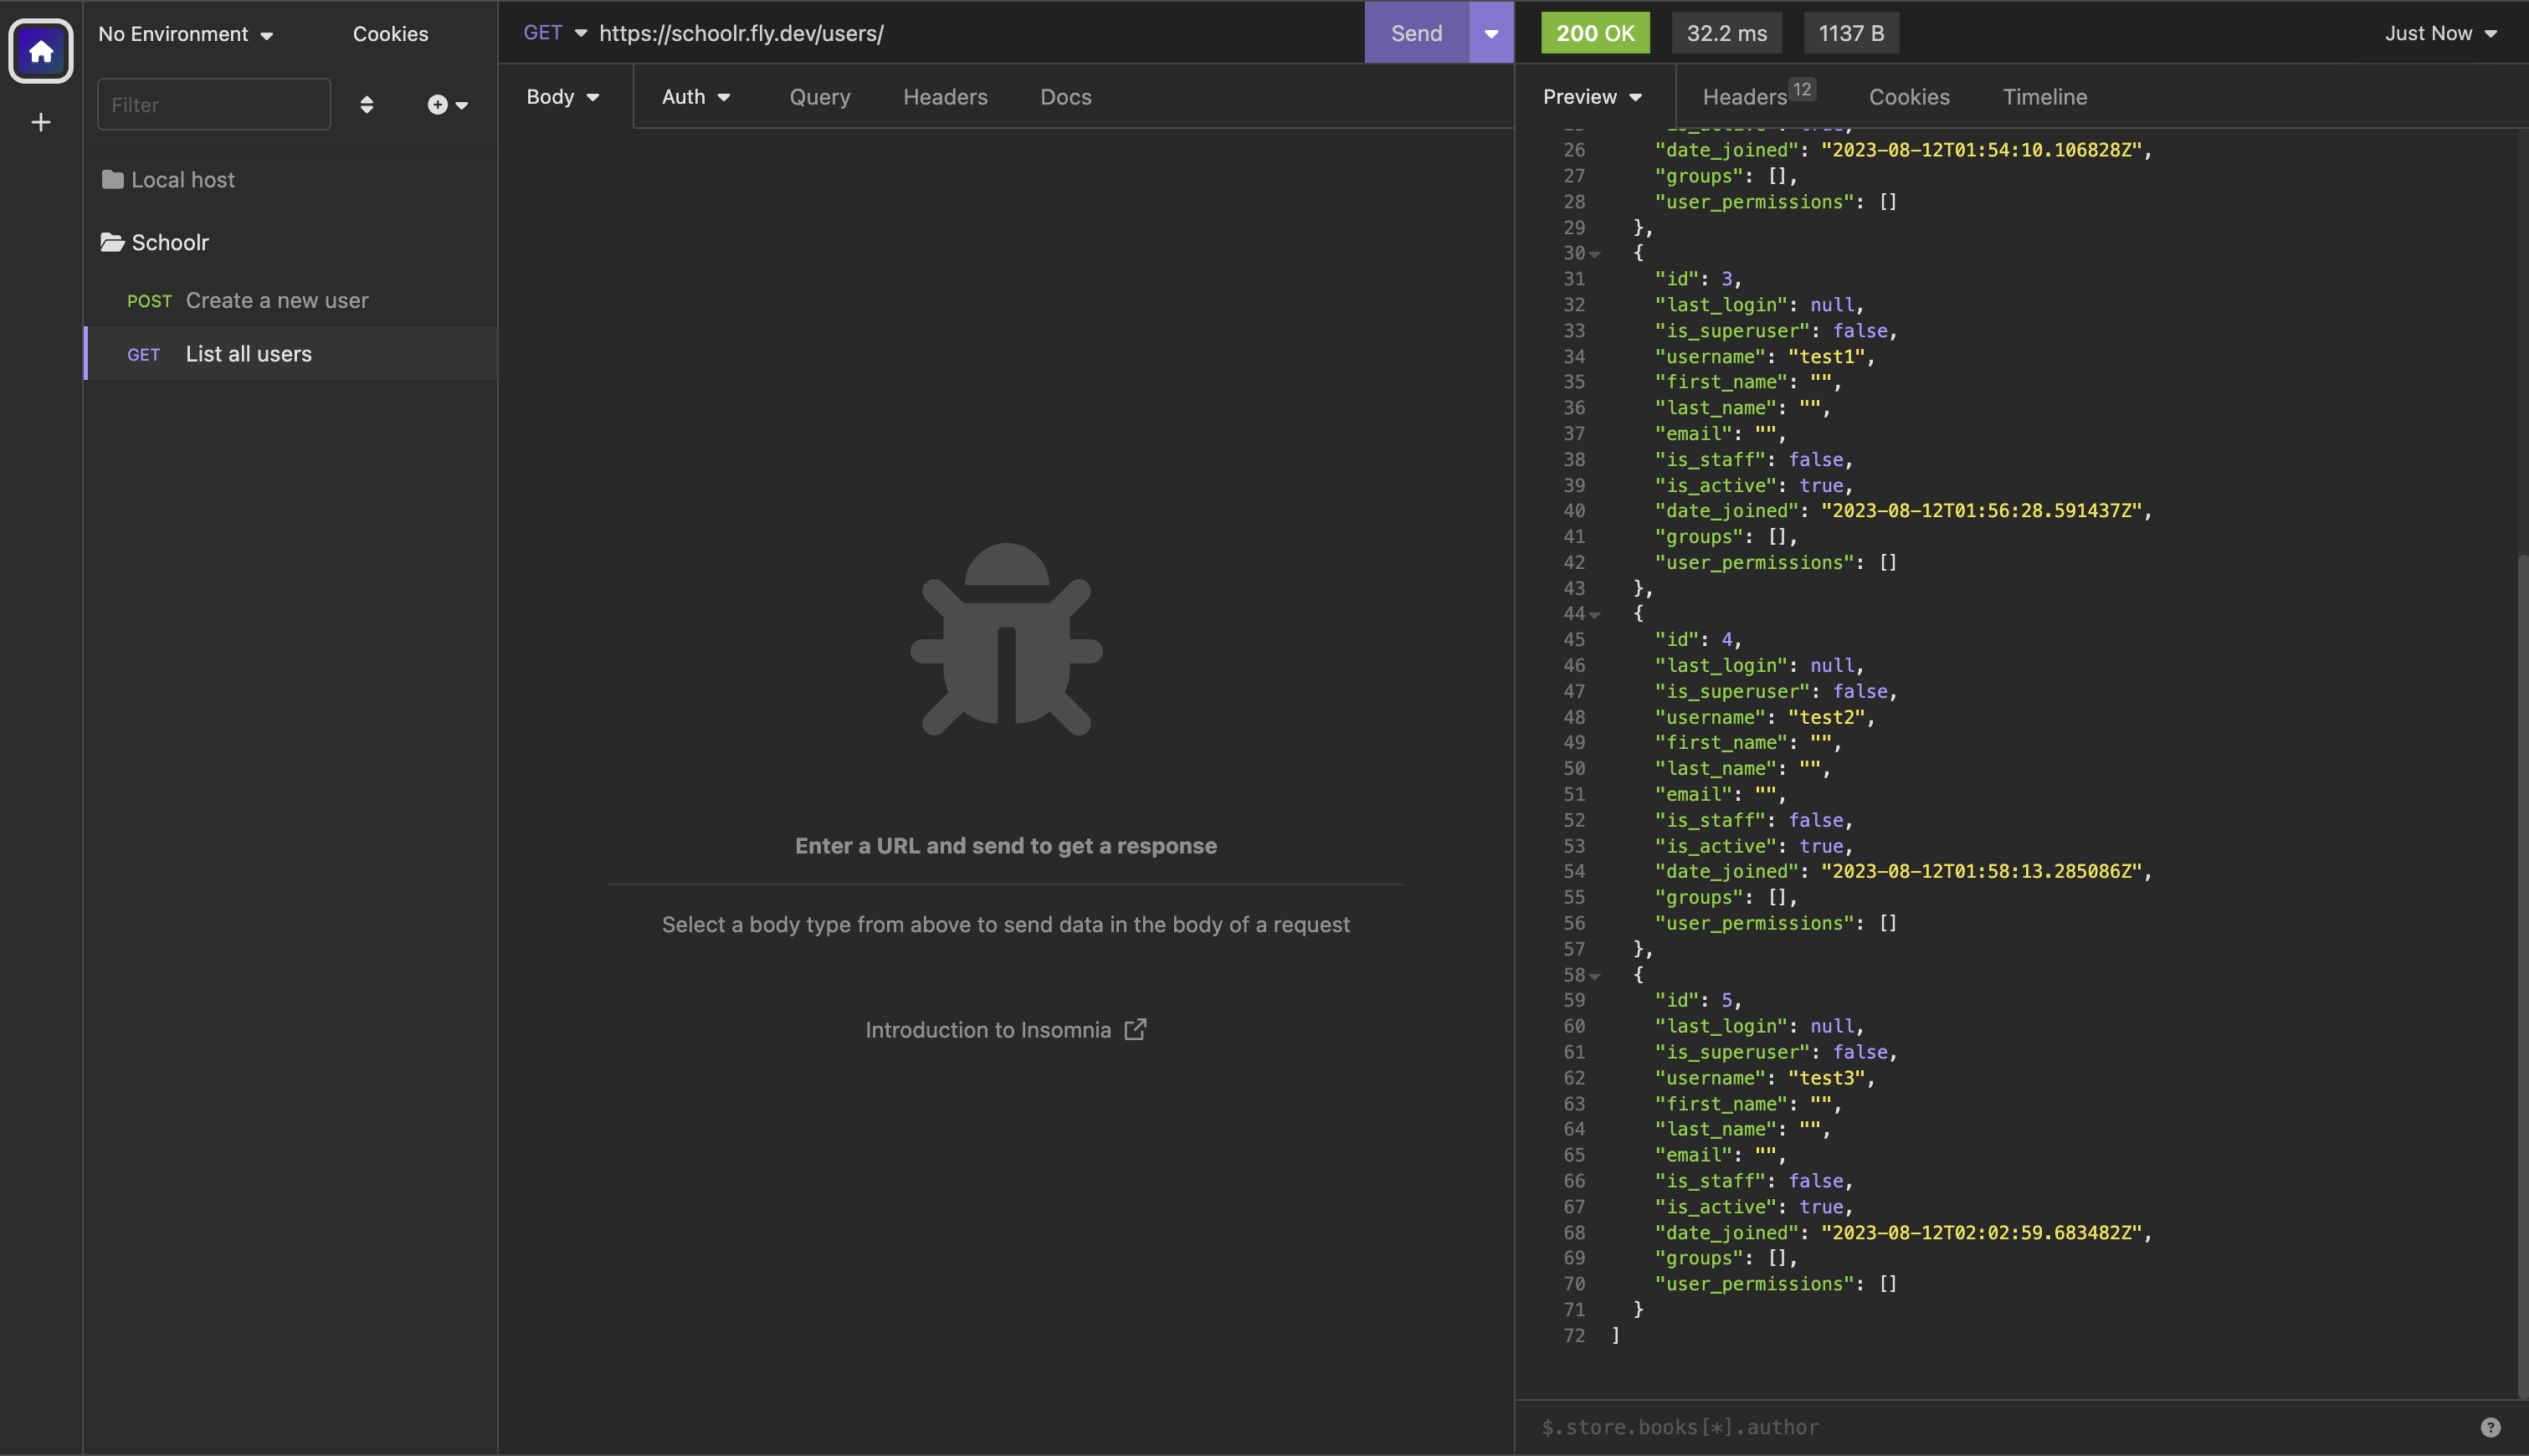 No Environment
Cookies
Filter
Local host
Schoolr
POST Create a new user
GET List all users
GET https://schoolr.fly.dev/users/
Send
Body
Auth
Query
Headers
Docs
Enter a URL and send to get a response
Select a body type from above to send data in the body of a request
Introduction to Insomnia
200 OK
32.2 ms
1137 B
Just Now
Preview
Headers 12
Cookies
Timeline
26 "date_joined": "2023-08-12T01:54:10.106828Z",
27 "groups": [],
28 "user_permissions": []
29 },
30 {
31 "id": 3,
32 "last_login": null,
33 "is_superuser": false,
34 "username": "test1",
35 "first_name": "",
36 "last_name": "",
37 "email": "",
38 "is_staff": false,
39 "is_active": true,
40 "date_joined": "2023-08-12T01:56:28.591437Z",
41 "groups": [],
42 "user_permissions": []
43 },
44 {
45 "id": 4,
46 "last_login": null,
47 "is_superuser": false,
48 "username": "test2",
49 "first_name": "",
50 "last_name": "",
51 "email": "",
52 "is_staff": false,
53 "is_active": true,
54 "date_joined": "2023-08-12T01:58:13.285086Z",
55 "groups": [],
56 "user_permissions": []
57 },
58 {
59 "id": 5,
60 "last_login": null,
61 "is_superuser": false,
62 "username": "test3",
63 "first_name": "",
64 "last_name": "",
65 "email": "",
66 "is_staff": false,
67 "is_active": true,
68 "date_joined": "2023-08-12T02:02:59.683482Z",
69 "groups": [],
70 "user_permissions": []
71 }
72 ]
$.store.books[*].author